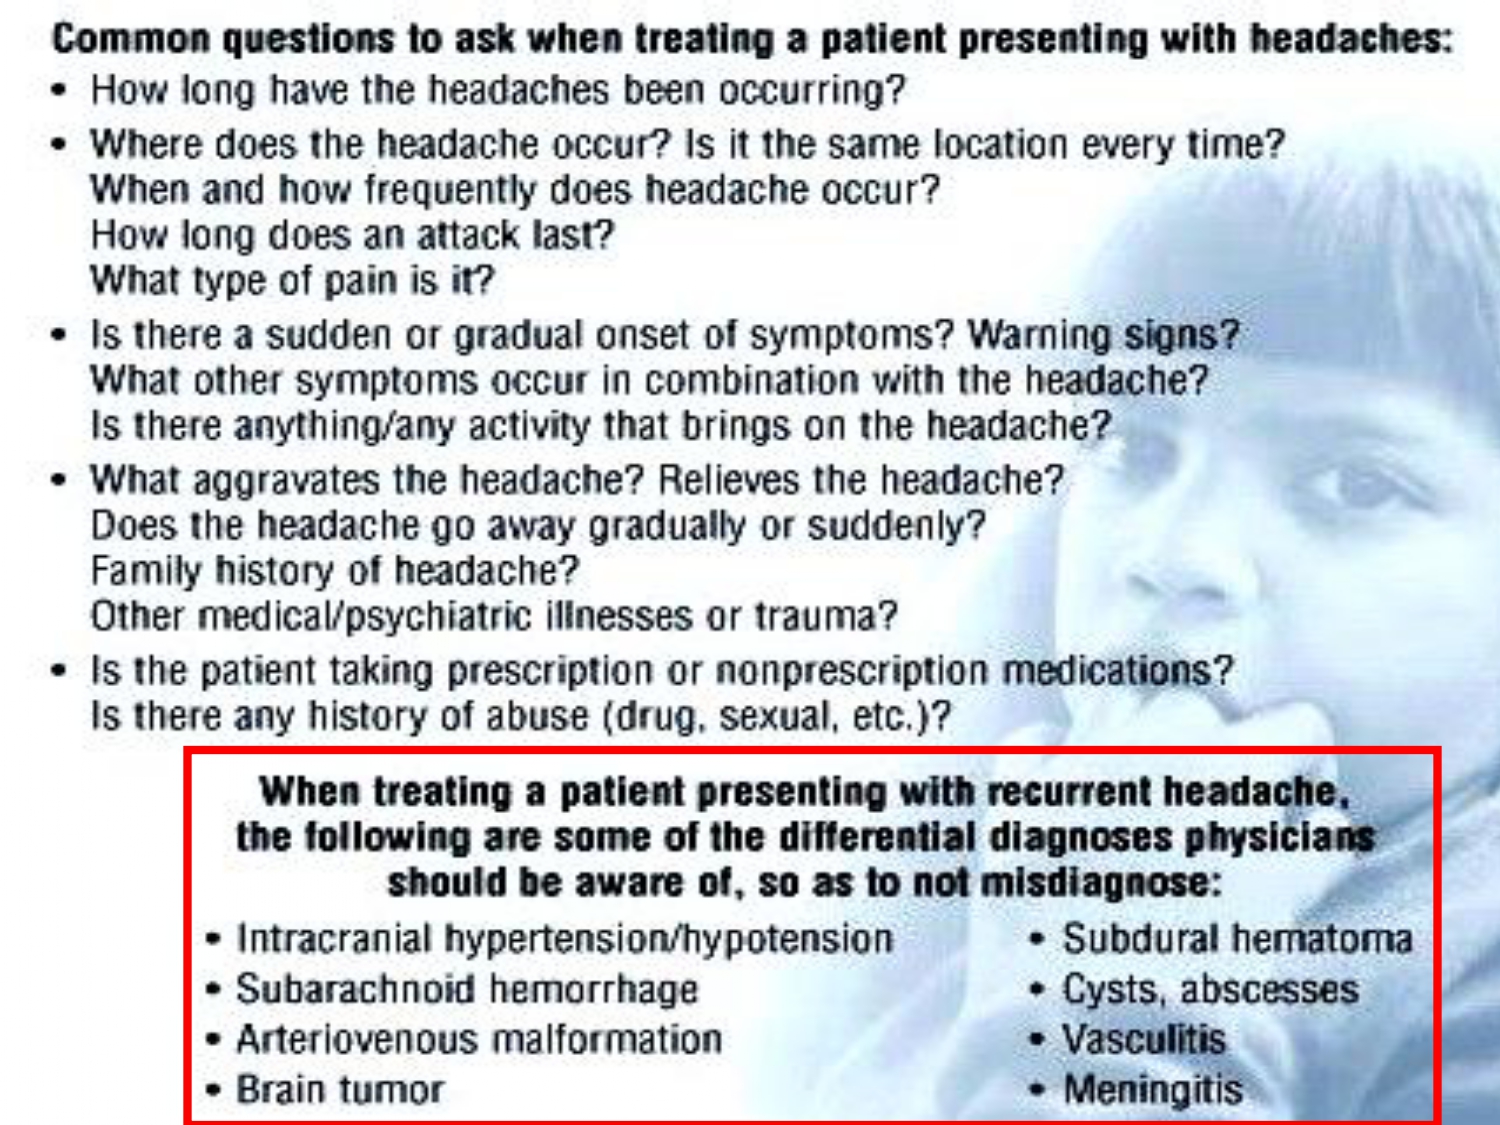 Common questions to ask when treating a patient presenting with headaches:
• How long have the headaches been occurring?
• Where does the headache occur? Is it the same location every time?
When and how frequently does headache occur?
How long does an attack last?
What type of pain is it?
• Is there a sudden or gradual onset of symptoms? Warning signs?
What other symptoms occur in combination with the headache?
Is there anything/any activity that brings on the headache?
• What aggravates the headache? Relieves the headache?
Does the headache go away gradually or suddenly?
Family history of headache?
Other medical/psychiatric illnesses or trauma?
• Is the patient taking prescription or nonprescription medications?
Is there any history of abuse (drug, sexual, etc.)?
When treating a patient presenting with recurrent headache,
the following are some of the differential diagnoses physicians
should be aware of, so as to not misdiagnose:
• Intracranial hypertension/hypotension
• Subarachnoid hemorrhage
• Arteriovenous malformation
• Brain tumor
• Subdural hematoma
• Cysts, abscesses
• Vasculitis
• Meningitis